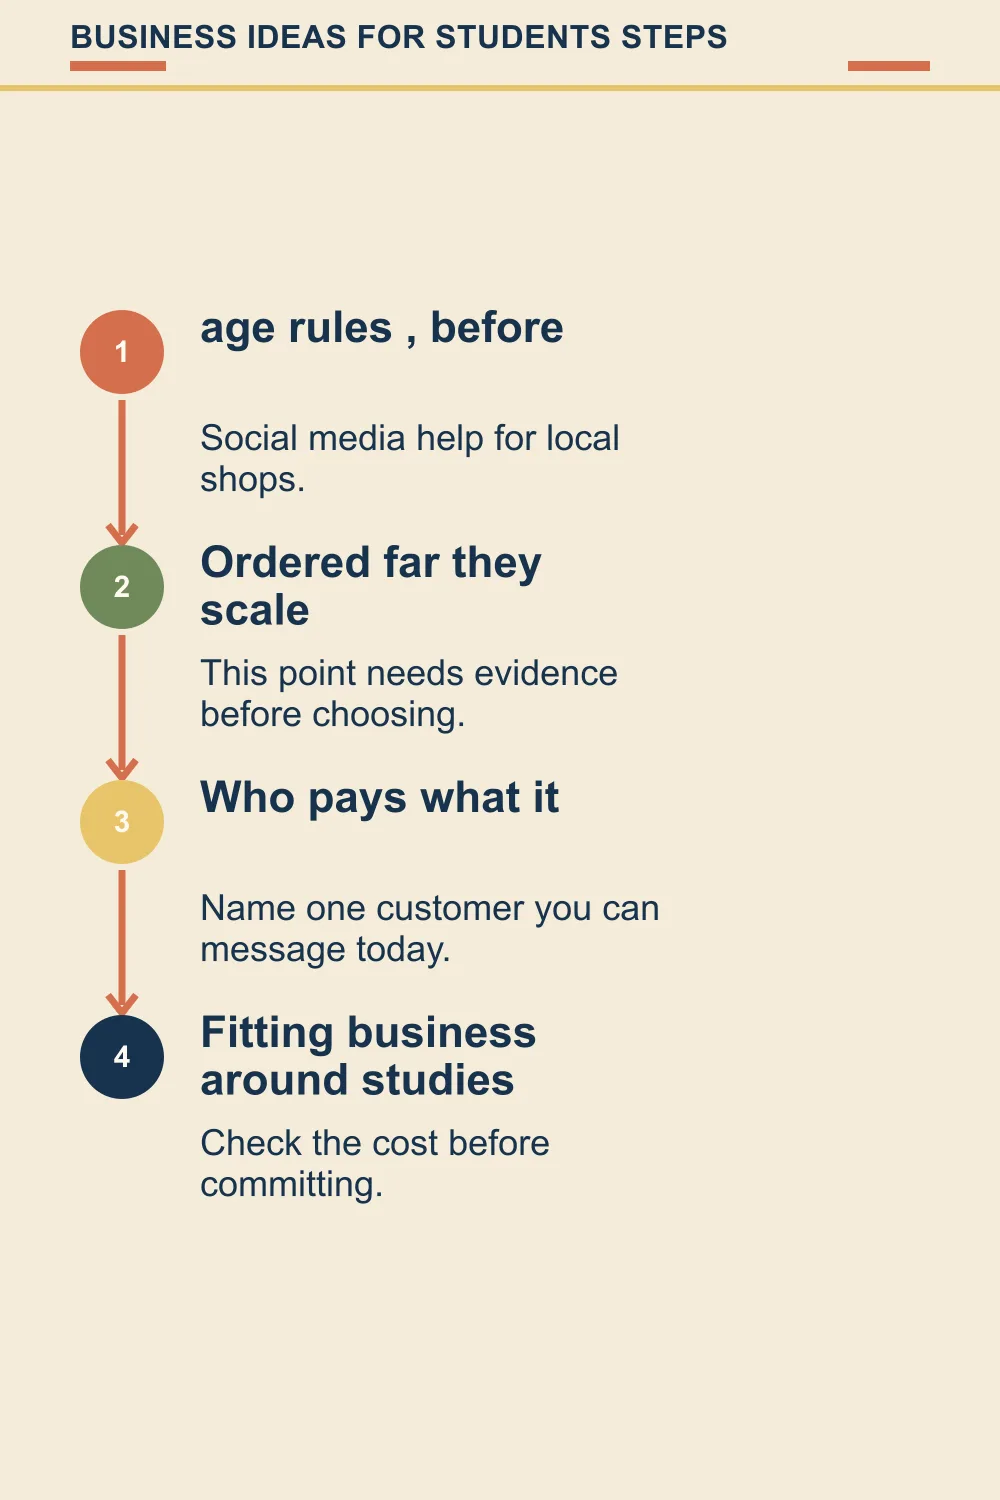 BUSINESS IDEAS FOR STUDENTS STEPS
1
age rules , before
Social media help for local
shops.
2
Ordered far they
scale
This point needs evidence
before choosing.
3
Who pays what it
Name one customer you can
message today.
4
Fitting business
around studies
Check the cost before
committing.